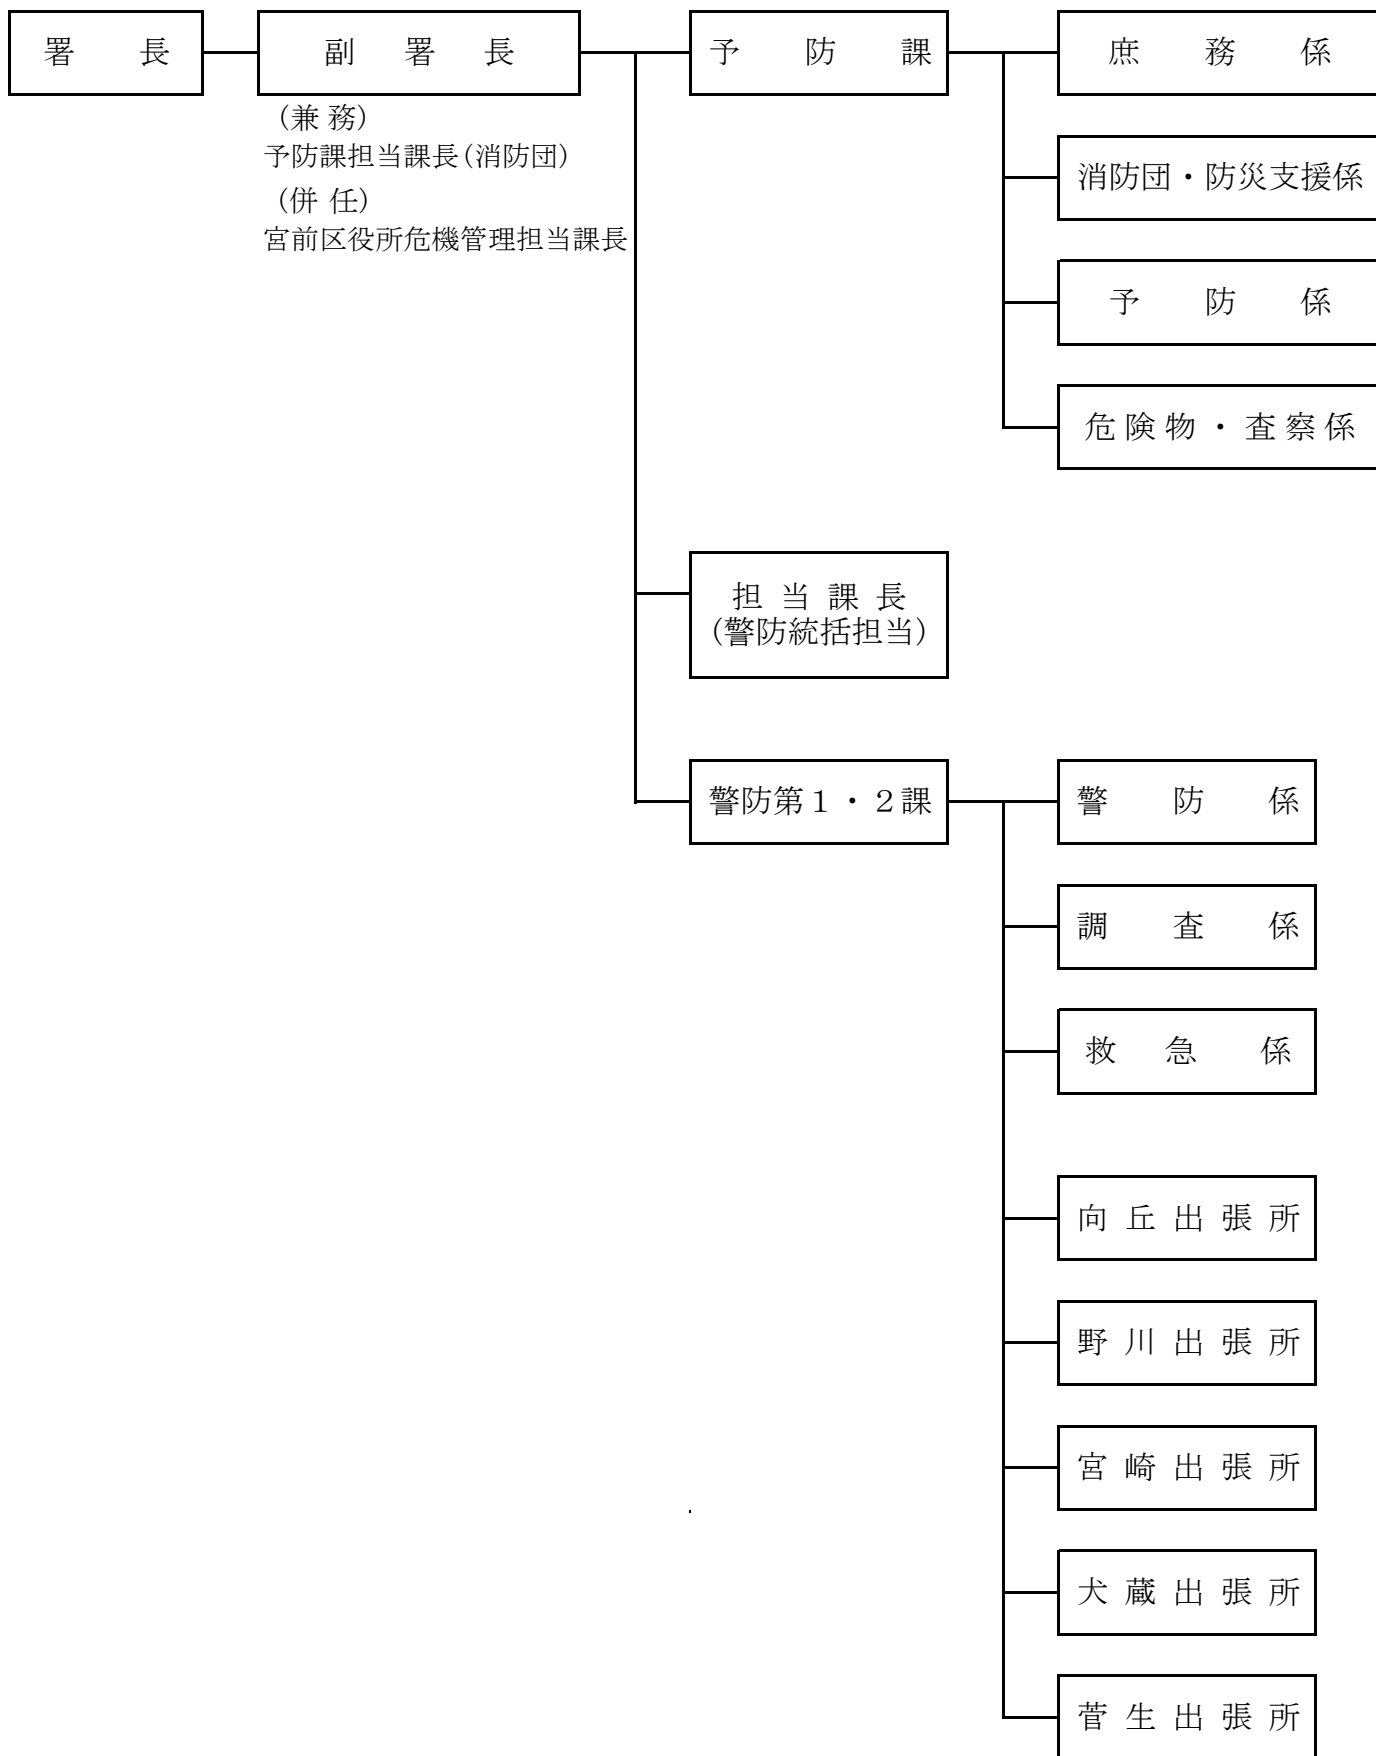 署長
副署長
(兼務)
予防課担当課長(消防団)
(併任)
宮前区役所危機管理担当課長
予防課
庶務係
消防団・防災支援係
予防係
危険物・査察係
担当課長
(警防統括担当)
警防第１・２課
警防係
調査係
救急係
向丘出張所
野川出張所
宮崎出張所
犬蔵出張所
菅生出張所